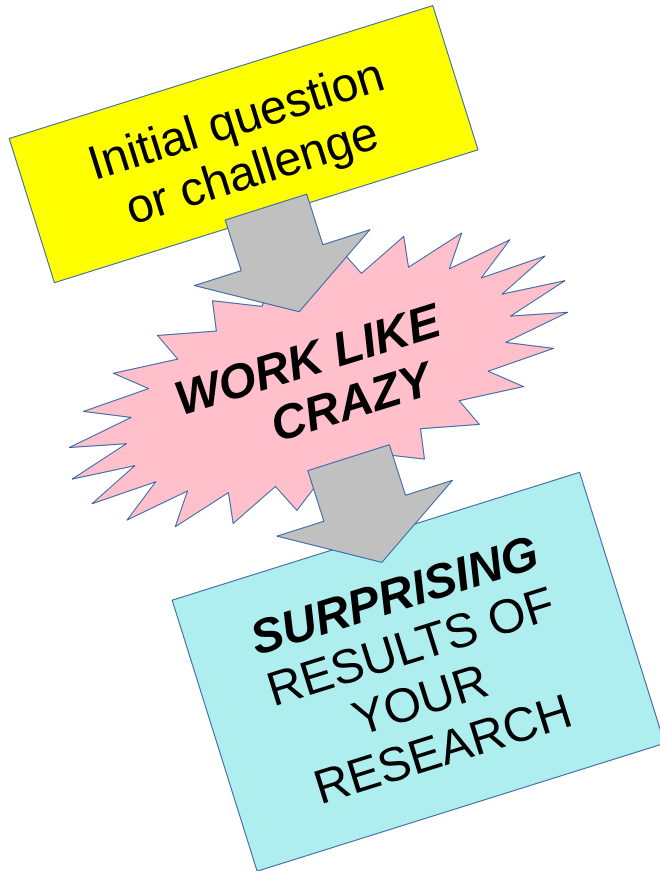 Initial question
or challenge
WORK LIKE
CRAZY
SURPRISING
RESULTS OF
YOUR
RESEARCH